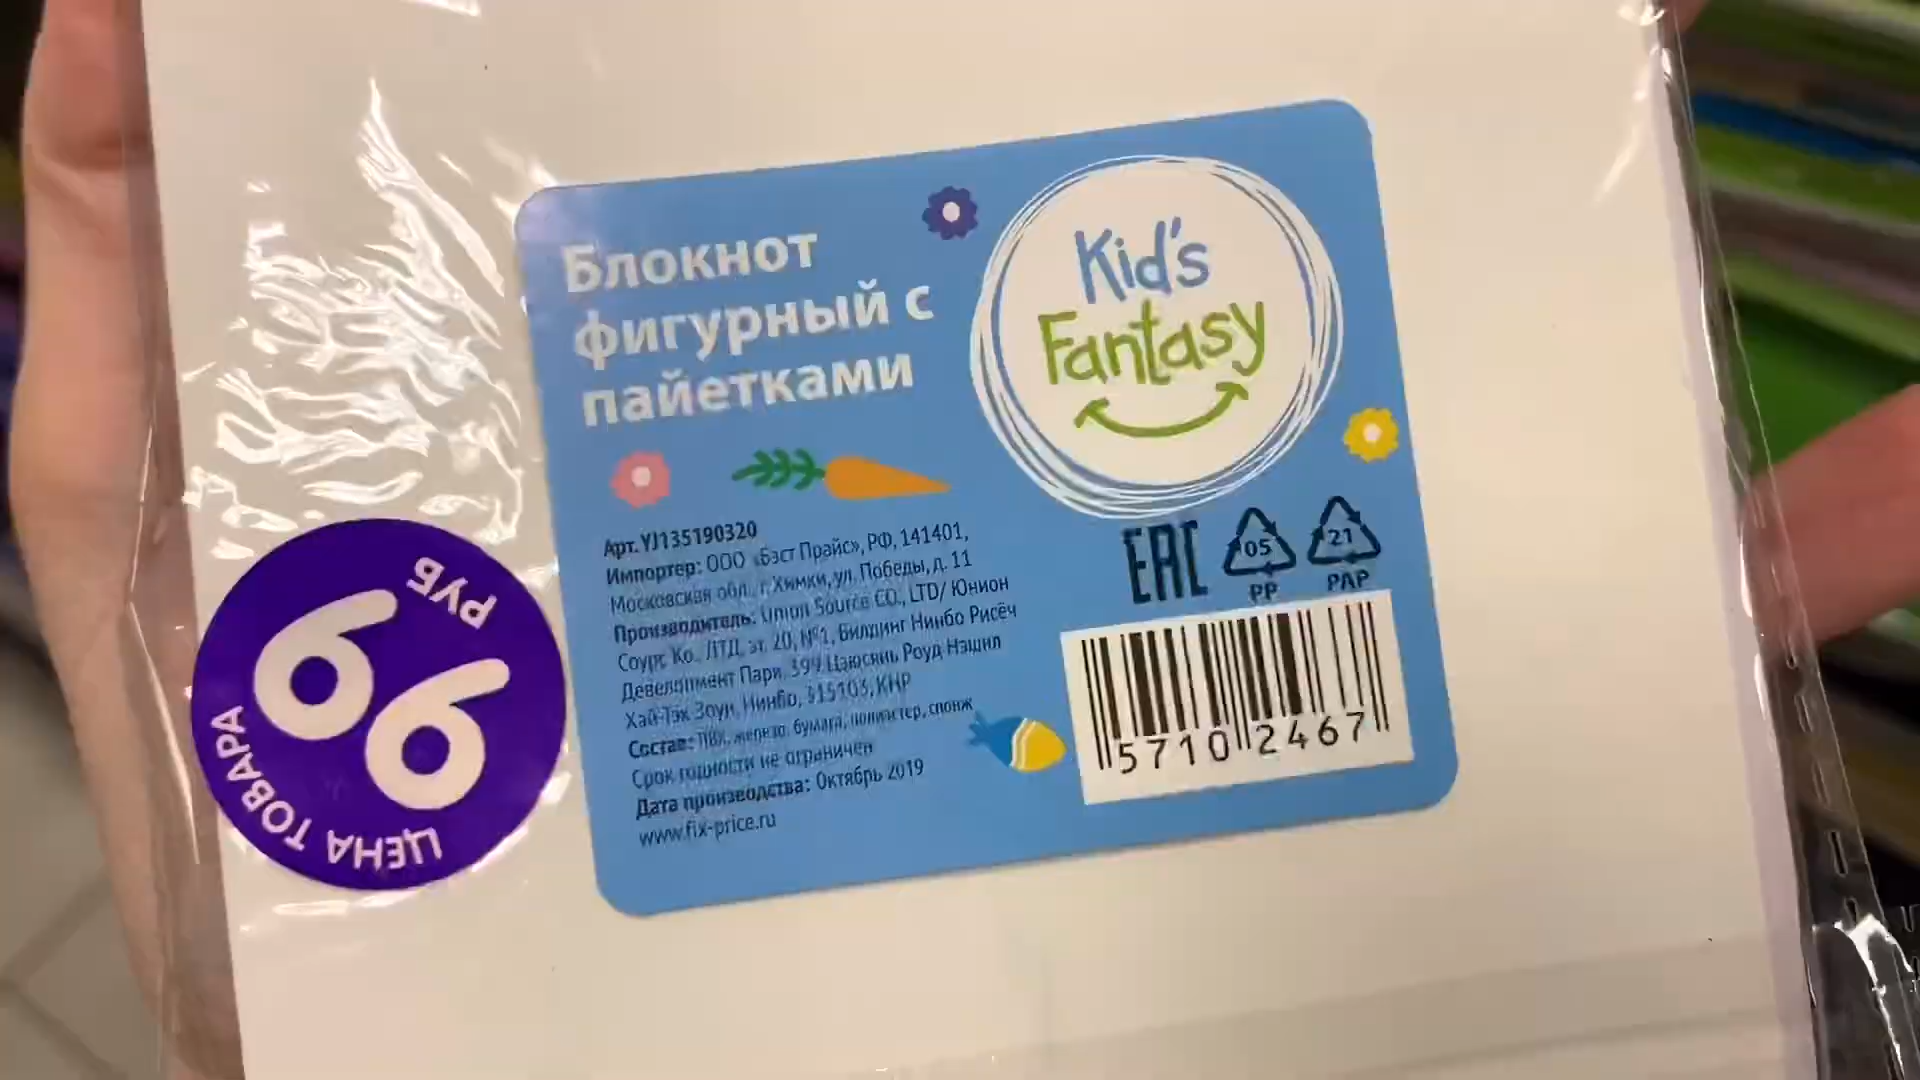 Блокнот
фигурный с
пайетками
Kid's
Fantasy
Арт. YJ135190320
Импортер: ООО «Бэст Прайс», РФ, 141401,
Московская обл., г. Химки, ул. Победы, д. 11
Производитель: Union Source CO., LTD/ Юнион
Соурс Ко., ЛТД, эт. 20, №1, Билдинг Нинбо Рисёч
Девелопмент Парк, 399 Цзюсянь Роуд Нэшнл
Хай-Тэк Зоун, Нинбо, 315103, КНР
Состав: ПВХ, железо, бумага, полиэстер, спонж
Срок годности не ограничен
Дата производства: Октябрь 2019
www.fix-price.ru
EAC
05
PP
21
PAP
5710 2467
ЦЕНА ТОВАРА
99
РУБ